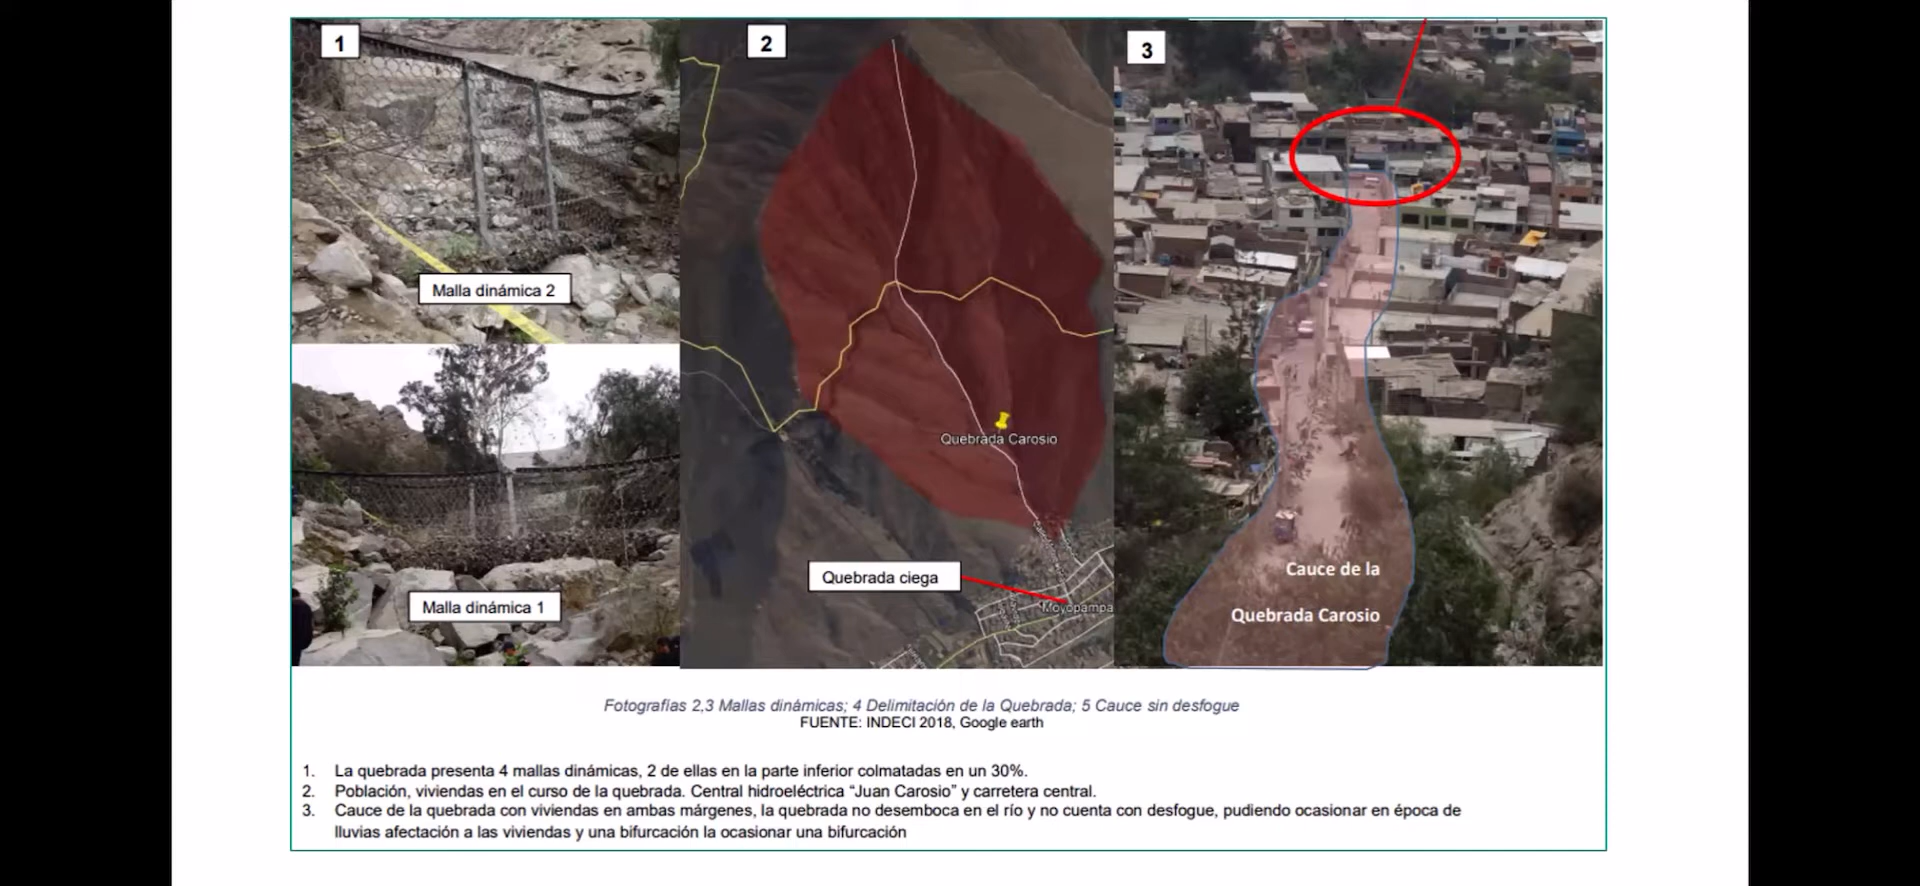 1
2
3
Malla dinámica 2
Malla dinámica 1
Quebrada Carosio
Quebrada ciega
Moyopampa
Cauce de la
Quebrada Carosio
Fotografías 2,3 Mallas dinámicas; 4 Delimitación de la Quebrada; 5 Cauce sin desfogue
FUENTE: INDECI 2018, Google earth
1. La quebrada presenta 4 mallas dinámicas, 2 de ellas en la parte inferior colmatadas en un 30%.
2. Población, viviendas en el curso de la quebrada. Central hidroeléctrica “Juan Carosio” y carretera central.
3. Cauce de la quebrada con viviendas en ambas márgenes, la quebrada no desemboca en el río y no cuenta con desfogue, pudiendo ocasionar en época de
lluvias afectación a las viviendas y una bifurcación la ocasionar una bifurcación